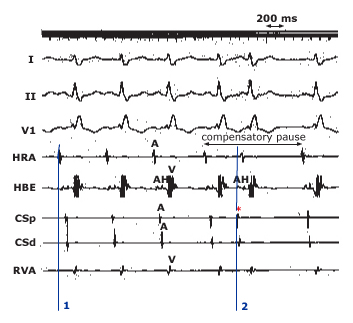 200 ms
I
II
V1
A
compensatory pause
HRA
V
HBE
AH
AH
A
*
CSp
A
CSd
V
RVA
1
2